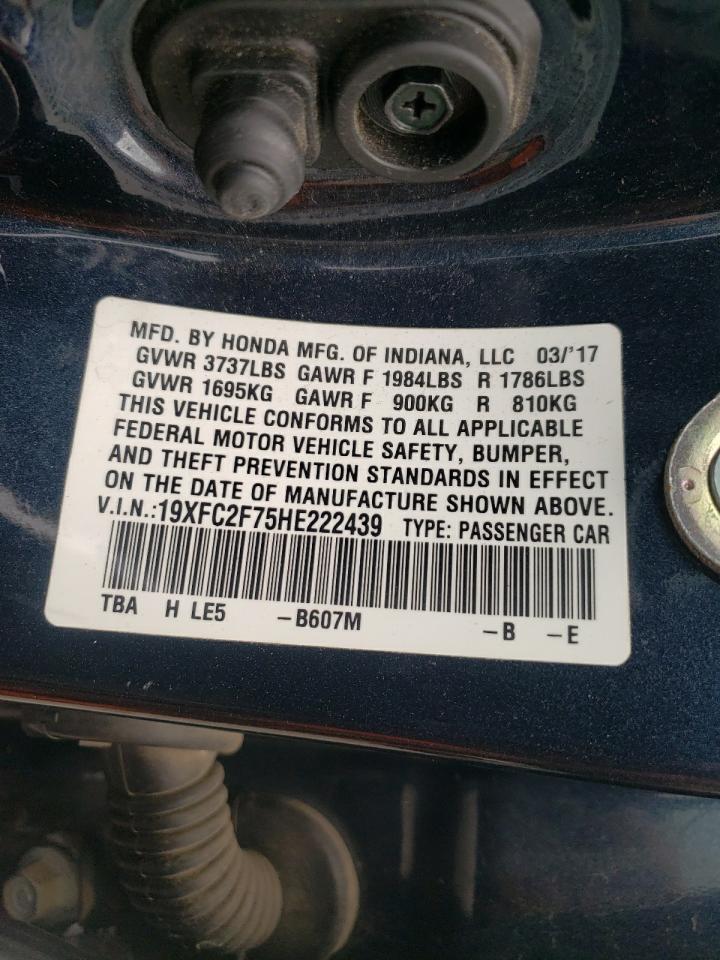 MFD. BY HONDA MFG. OF INDIANA, LLC 03/'17
GVWR 3737LBS GAWR F 1984LBS R 1786LBS
GVWR 1695KG GAWR F 900KG R 810KG
THIS VEHICLE CONFORMS TO ALL APPLICABLE
FEDERAL MOTOR VEHICLE SAFETY, BUMPER,
AND THEFT PREVENTION STANDARDS IN EFFECT
ON THE DATE OF MANUFACTURE SHOWN ABOVE.
V.I.N.:19XFC2F75HE222439 TYPE: PASSENGER CAR
TBA H LE5 -B607M -B -E